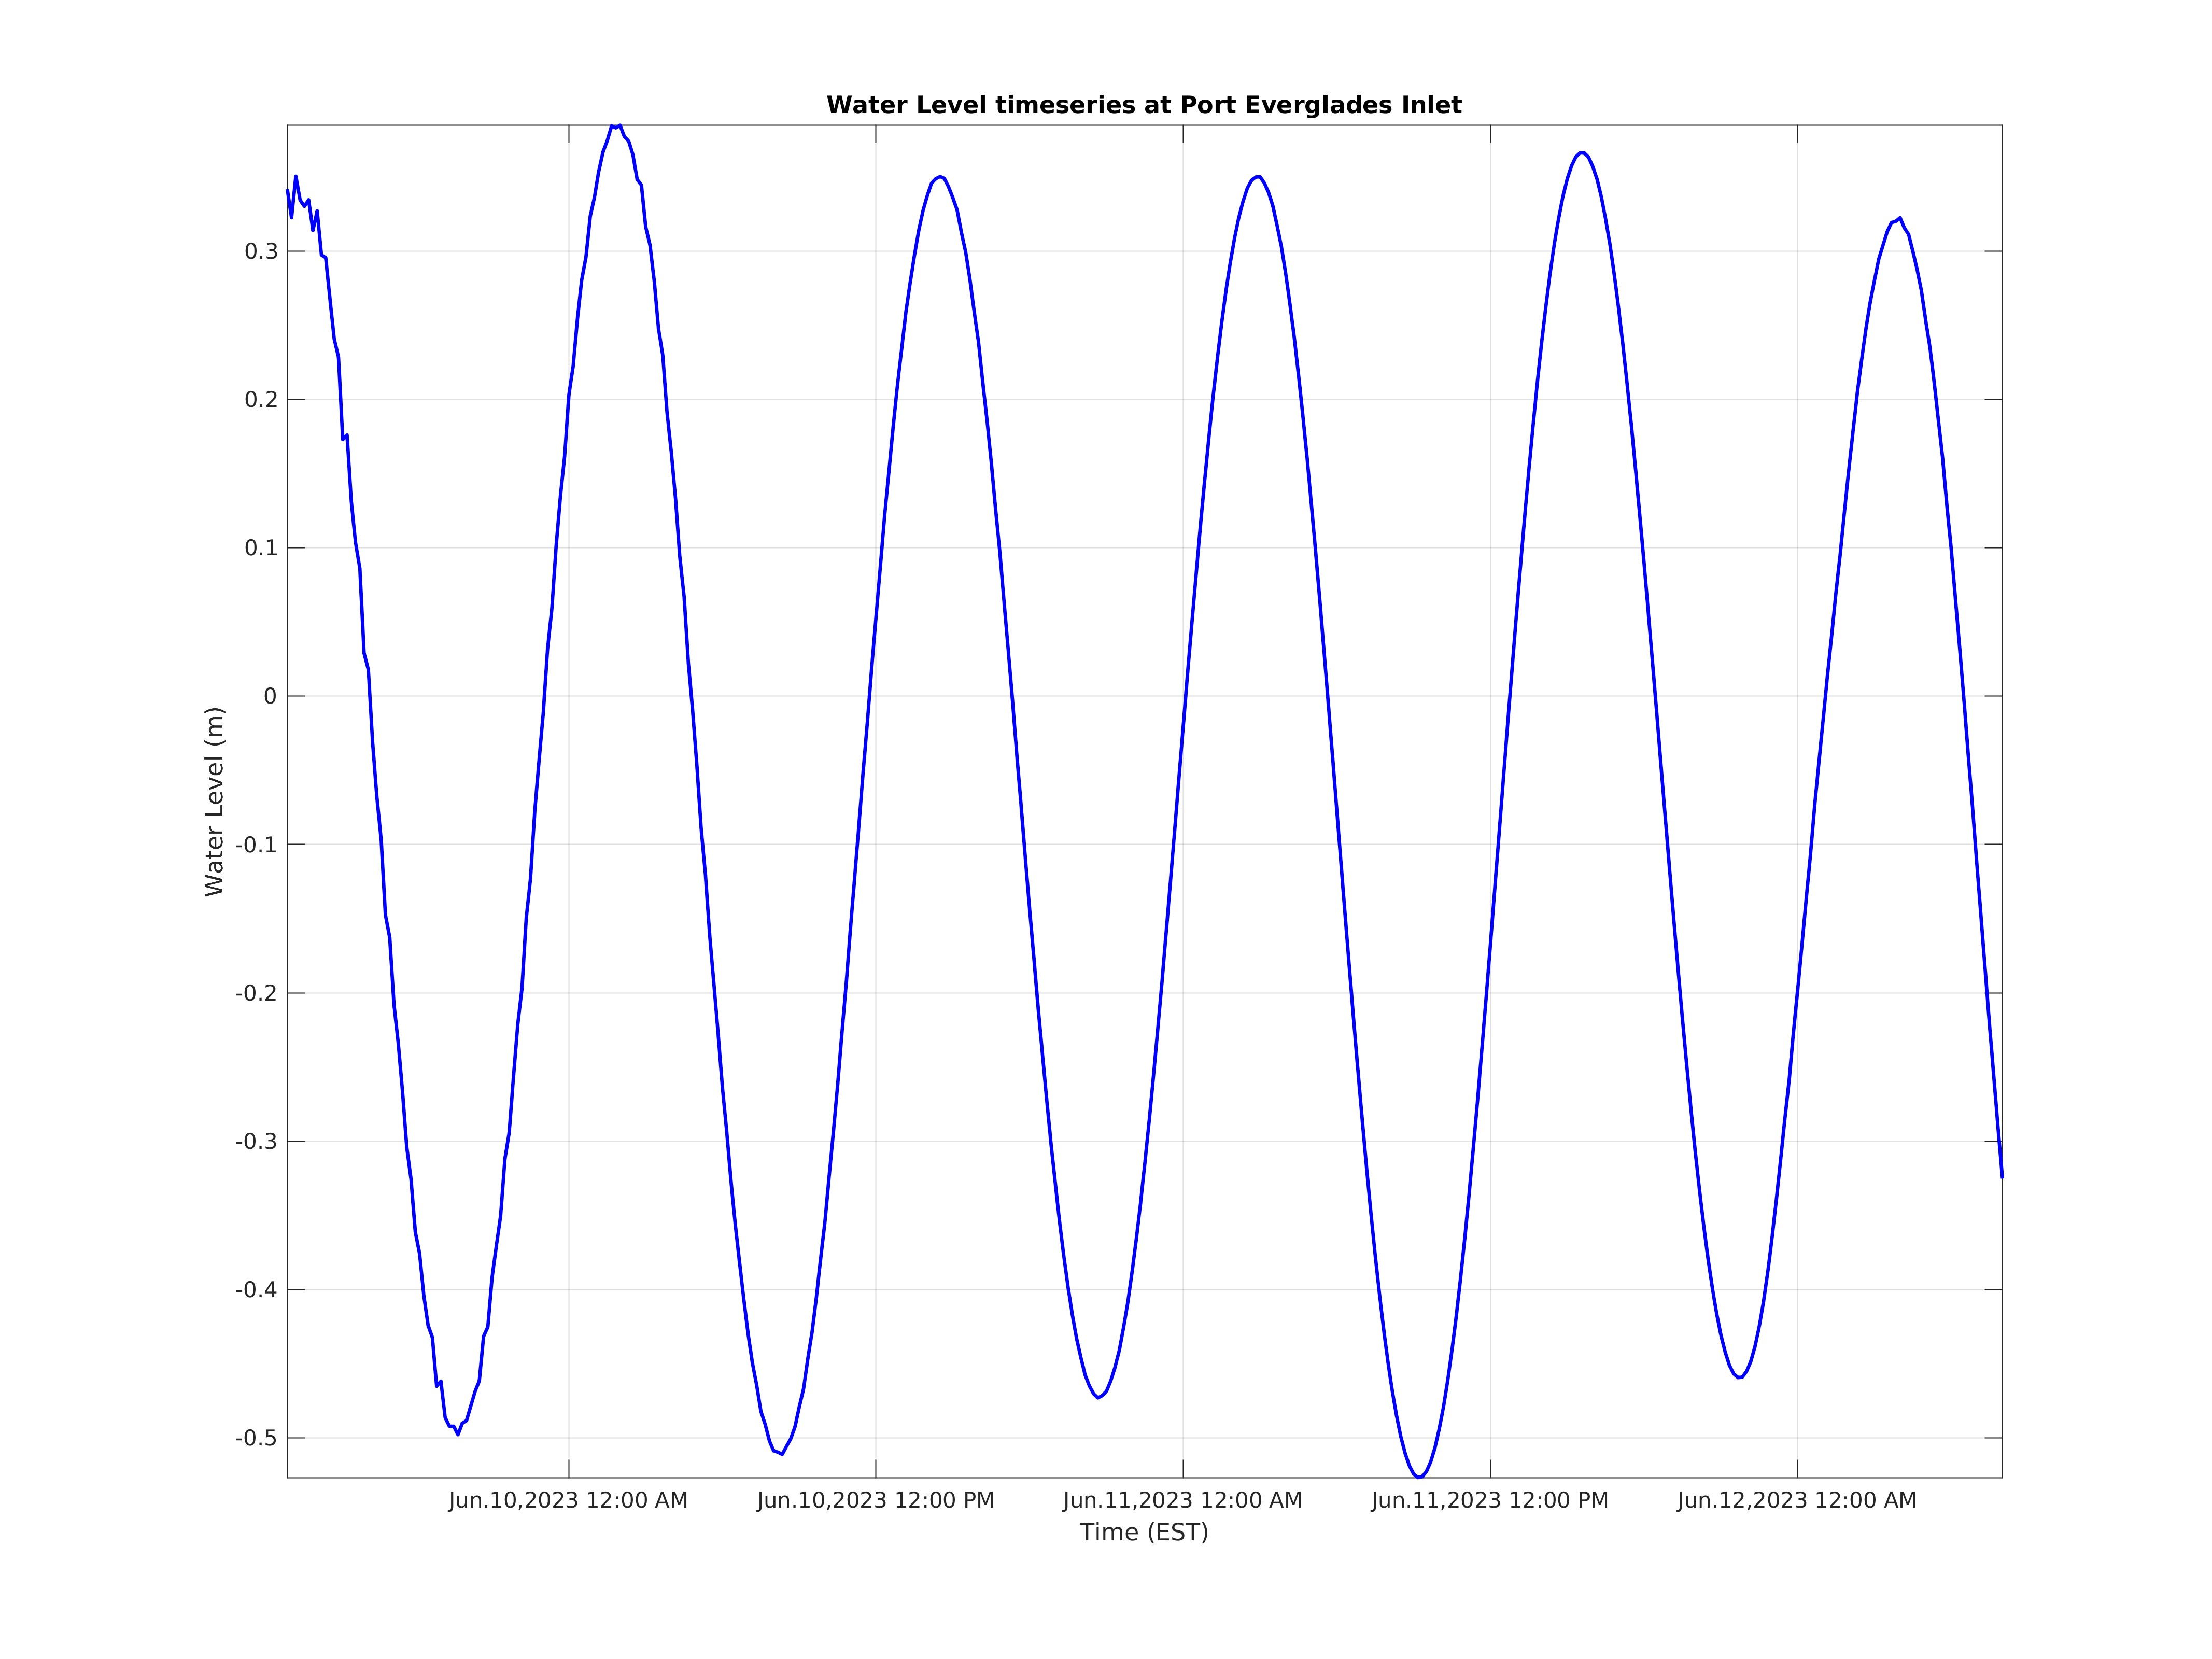 Water Level timeseries at Port Everglades Inlet
0.3
0.2
0.1
0
-0.1
-0.2
-0.3
-0.4
-0.5
Water Level (m)
Jun.10,2023 12:00 AM
Jun.10,2023 12:00 PM
Jun.11,2023 12:00 AM
Jun.11,2023 12:00 PM
Jun.12,2023 12:00 AM
Time (EST)